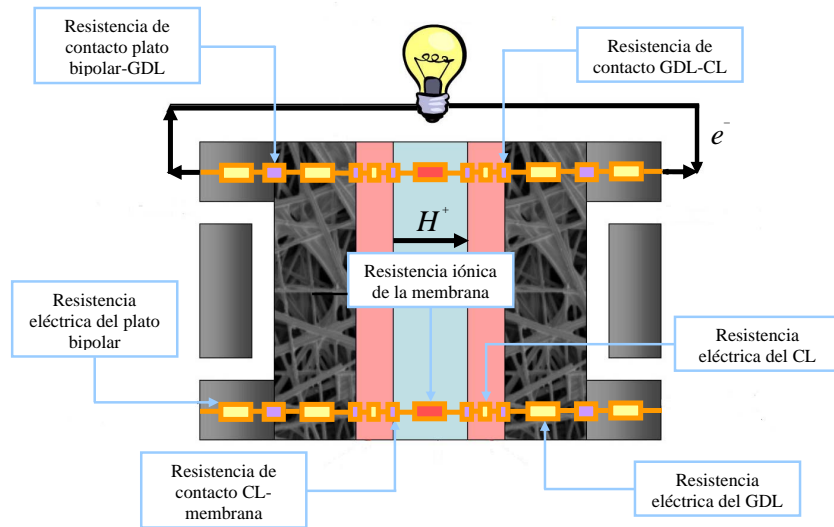 Resistencia de
contacto plato
bipolar-GDL
Resistencia de
contacto GDL-CL
e⁻
H⁺
Resistencia iónica
de la membrana
Resistencia
eléctrica del plato
bipolar
Resistencia
eléctrica del CL
Resistencia de
contacto CL-
membrana
Resistencia
eléctrica del GDL